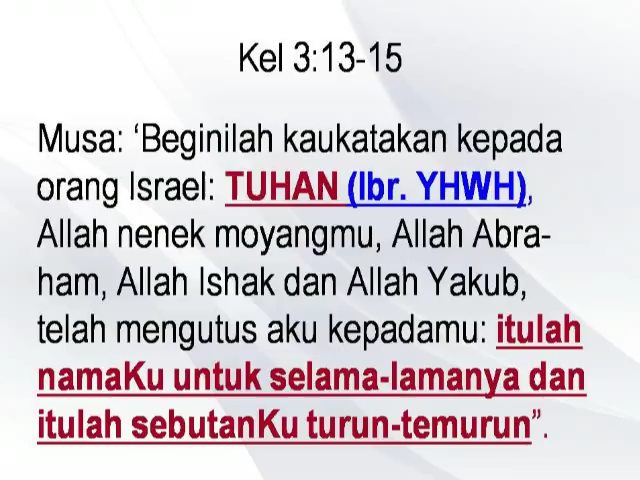 Kel 3:13-15
Musa: ‘Beginilah kaukatakan kepada
orang Israel: TUHAN (Ibr. YHWH),
Allah nenek moyangmu, Allah Abra-
ham, Allah Ishak dan Allah Yakub,
telah mengutus aku kepadamu: itulah
namaKu untuk selama-lamanya dan
itulah sebutanKu turun-temurun”.